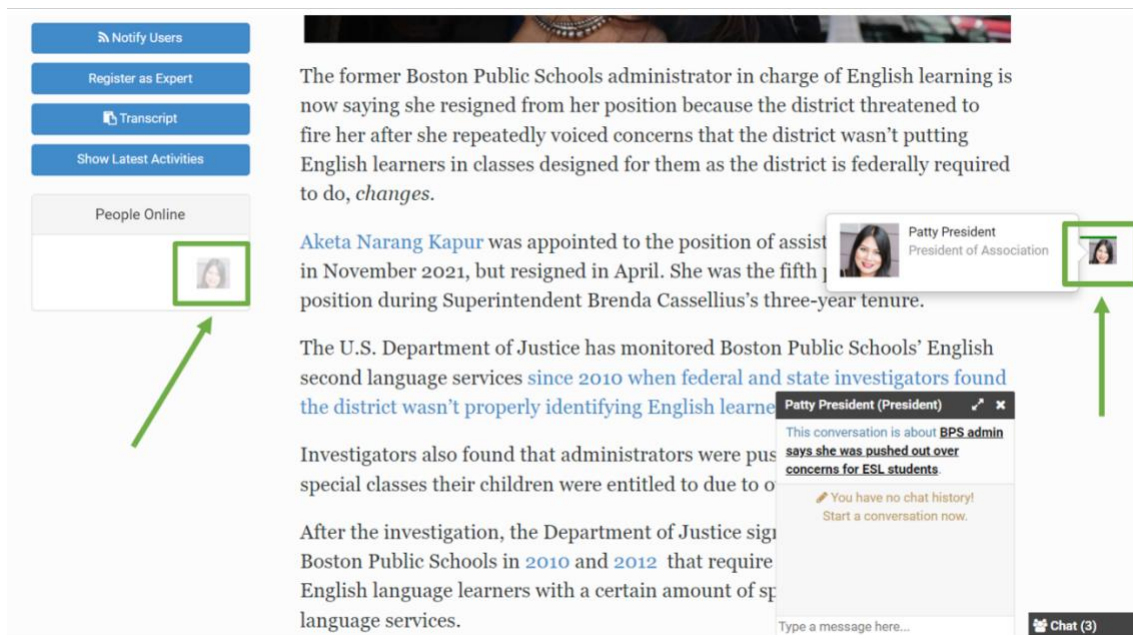 Notify Users
Register as Expert
Transcript
Show Latest Activities
People Online
The former Boston Public Schools administrator in charge of English learning is
now saying she resigned from her position because the district threatened to
fire her after she repeatedly voiced concerns that the district wasn’t putting
English learners in classes designed for them as the district is federally required
to do, changes.
Aketa Narang Kapur was appointed to the position of assist
in November 2021, but resigned in April. She was the fifth
position during Superintendent Brenda Cassellius’s three-year tenure.
Patty President
President of Association
The U.S. Department of Justice has monitored Boston Public Schools’ English
second language services since 2010 when federal and state investigators found
the district wasn’t properly identifying English learne
Investigators also found that administrators were pus
special classes their children were entitled to due to o
After the investigation, the Department of Justice sig
Boston Public Schools in 2010 and 2012 that require
English language learners with a certain amount of sp
language services.
Patty President (President)
This conversation is about BPS admin
says she was pushed out over
concerns for ESL students.
You have no chat history!
Start a conversation now.
Type a message here...
Chat (3)